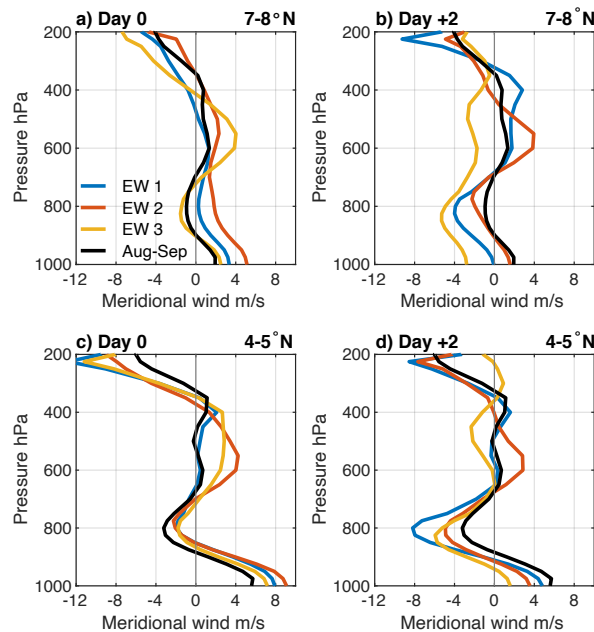 a) Day 0 7-8°N
200
400
600
800
1000
Pressure hPa
EW 1
EW 2
EW 3
Aug-Sep
-12 -8 -4 0 4 8
Meridional wind m/s
b) Day +2 7-8°N
200
400
600
800
1000
Pressure hPa
-12 -8 -4 0 4 8
Meridional wind m/s
c) Day 0 4-5°N
200
400
600
800
1000
Pressure hPa
-12 -8 -4 0 4 8
Meridional wind m/s
d) Day +2 4-5°N
200
400
600
800
1000
Pressure hPa
-12 -8 -4 0 4 8
Meridional wind m/s